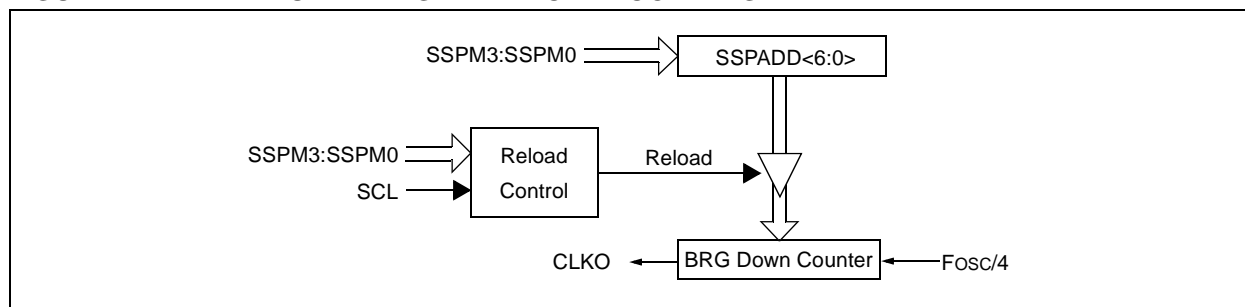 SSPM3:SSPM0
SSPADD<6:0>
SSPM3:SSPM0
SCL
Reload
Control
Reload
CLKO
BRG Down Counter
FOSC/4